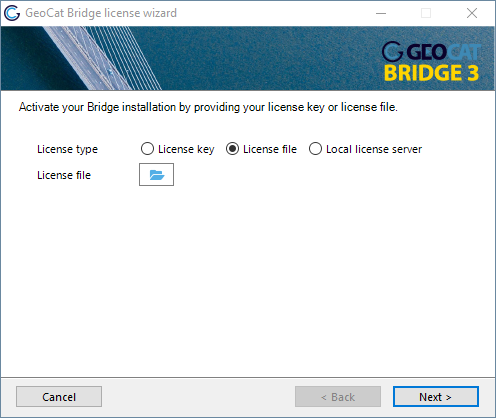 GeoCat Bridge license wizard
GEOCAT
BRIDGE 3
Activate your Bridge installation by providing your license key or license file.
License type License key License file Local license server
License file
Cancel < Back Next >